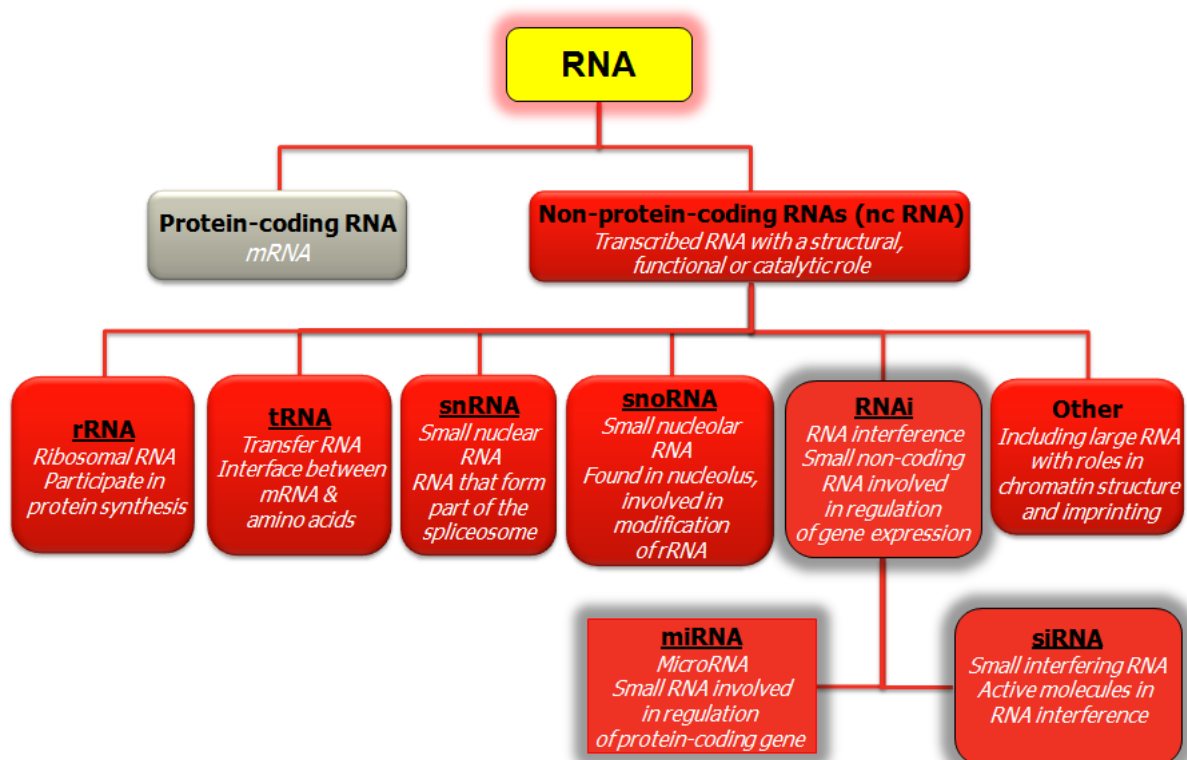 RNA
Protein-coding RNA
mRNA
Non-protein-coding RNAs (nc RNA)
Transcribed RNA with a structural,
functional or catalytic role
rRNA
Ribosomal RNA
Participate in
protein synthesis
tRNA
Transfer RNA
Interface between
mRNA &
amino acids
snRNA
Small nuclear
RNA
RNA that form
part of the
spliceosome
snoRNA
Small nucleolar
RNA
Found in nucleolus,
involved in
modification
of rRNA
RNAi
RNA interference
Small non-coding
RNA involved
in regulation
of gene expression
Other
Including large RNA
with roles in
chromatin structure
and imprinting
miRNA
MicroRNA
Small RNA involved
in regulation
of protein-coding gene
siRNA
Small interfering RNA
Active molecules in
RNA interference